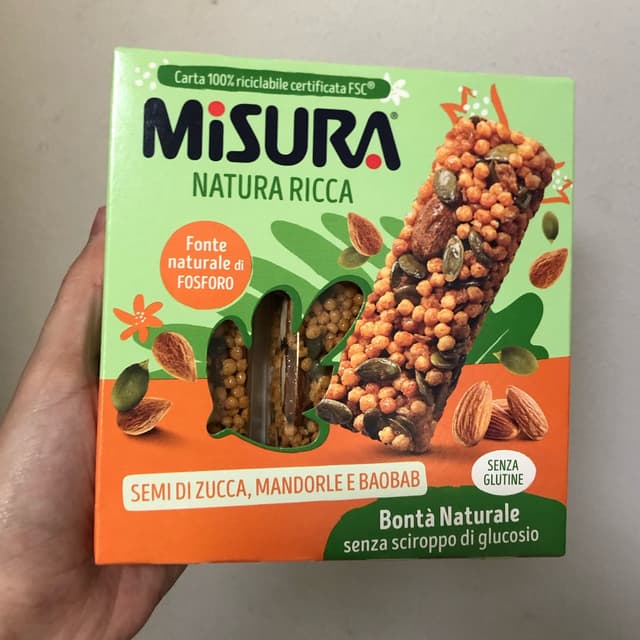 Carta 100% riciclabile certificata FSC®
MiSURA®
NATURA RICCA
Fonte
naturale di
FOSFORO
SEMI DI ZUCCA, MANDORLE E BAOBAB
SENZA
GLUTINE
Bontà Naturale
senza sciroppo di glucosio